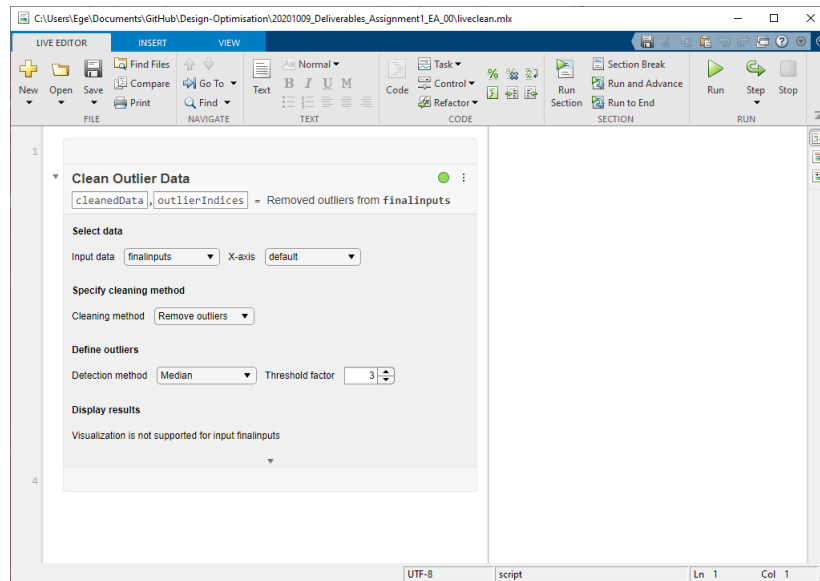 C:\Users\Ege\Documents\GitHub\Design-Optimisation\20201009_Deliverables_Assignment1_EA_00\liveclean.mlx
LIVE EDITOR INSERT VIEW
New Open Save Find Files Compare Print
Go To Find
Text Aa Normal
B I U M
Code Task Control Refactor
Run Section Section Break Run and Advance Run to End
Run Step Stop
FILE NAVIGATE TEXT CODE SECTION RUN
1
Clean Outlier Data
cleanedData , outlierIndices = Removed outliers from finalinputs
Select data
Input data finalinputs X-axis default
Specify cleaning method
Cleaning method Remove outliers
Define outliers
Detection method Median Threshold factor 3
Display results
Visualization is not supported for input finalinputs
4
UTF-8 script Ln 1 Col 1